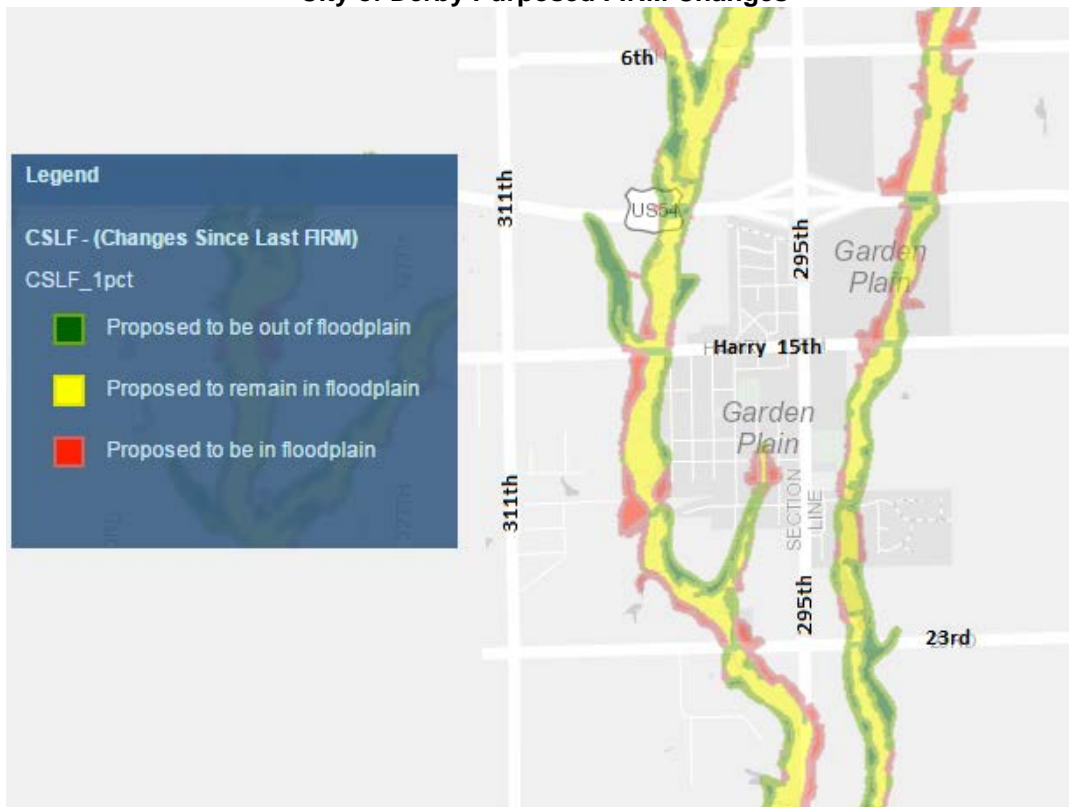 City of Derby Purposed FIRM Changes
6th
Legend
CSLF - (Changes Since Last FIRM)
CSLF_1pct
Proposed to be out of floodplain
Proposed to remain in floodplain
Proposed to be in floodplain
311th
US54
295th
Garden
Plain
Harry 15th
Garden
Plain
311th
SECTION
LINE
295th
23rd